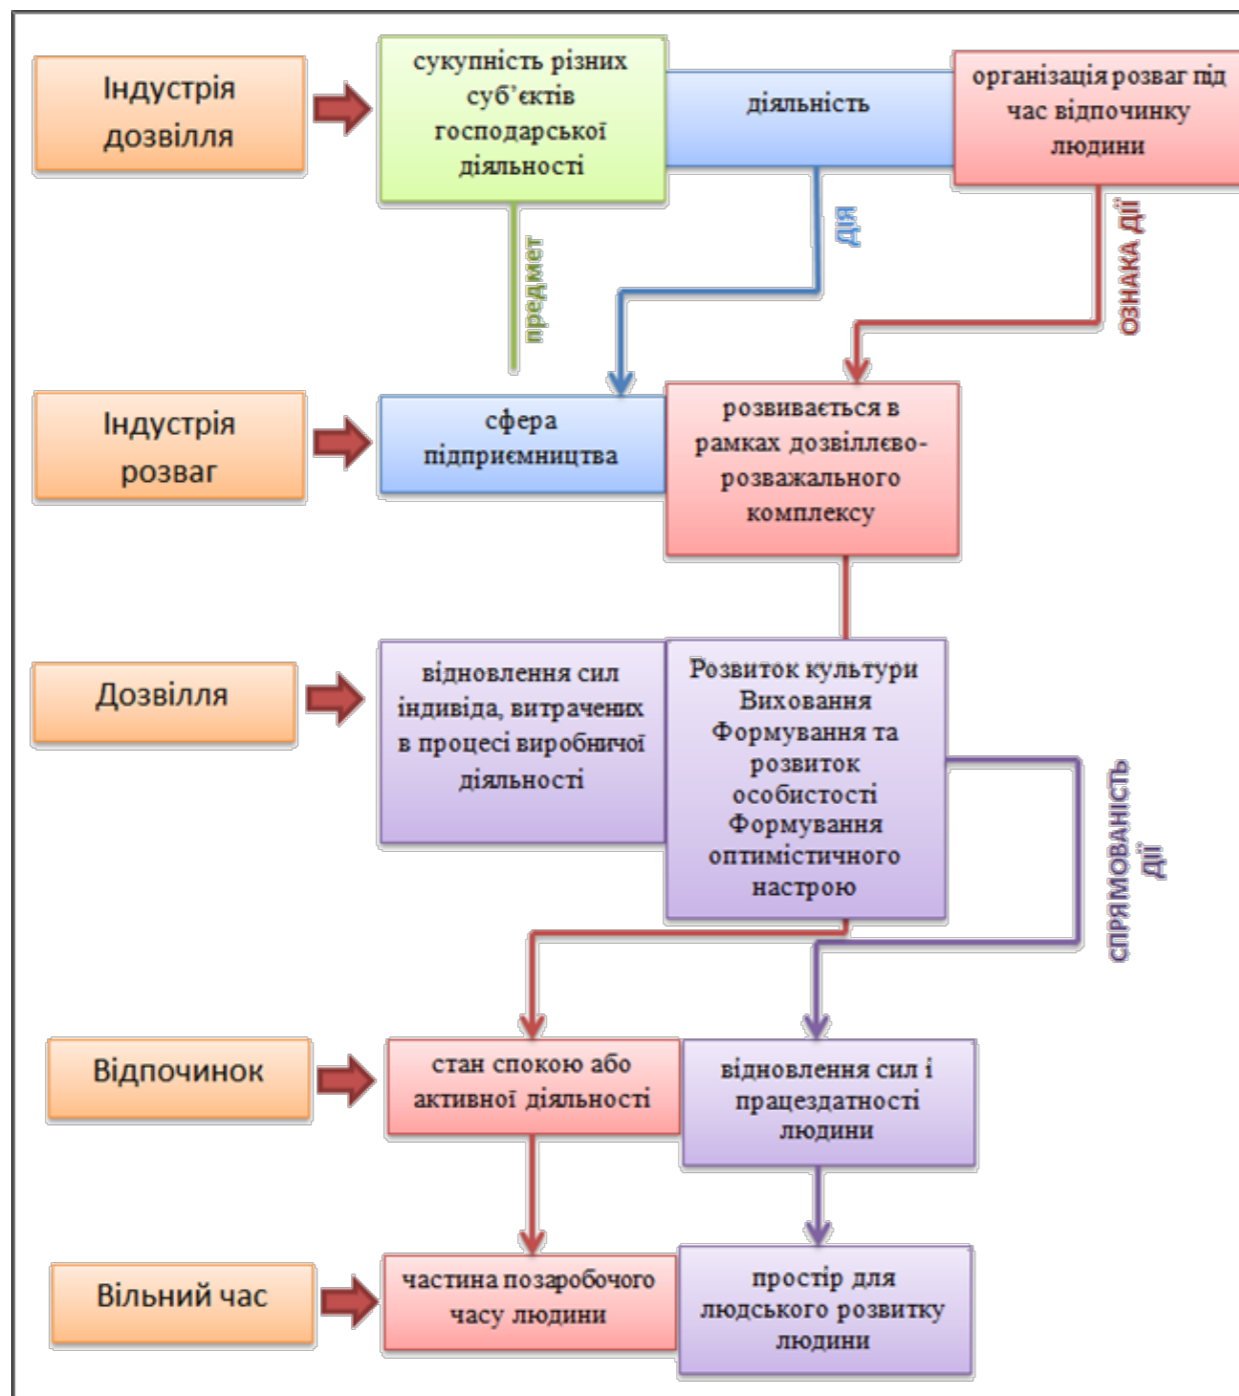 Індустрія
дозвілля
сукупність різних
суб’єктів
господарської
діяльності
діяльність
організація розваг під
час відпочинку
людини
предмет
ДІЯ
ОЗНАКА ДІЇ
Індустрія
розваг
сфера
підприємництва
розвивається в
рамках дозвіллєво-
розважального
комплексу
Дозвілля
відновлення сил
індивіда, витрачених
в процесі виробничої
діяльності
Розвиток культури
Виховання
Формування та
розвиток
особистості
Формування
оптимістичного
настрою
СПРЯМОВАНІСТЬ
ДІЇ
Відпочинок
стан спокою або
активної діяльності
відновлення сил і
працездатності
людини
Вільний час
частина позаробочого
часу людини
простір для
людського розвитку
людини